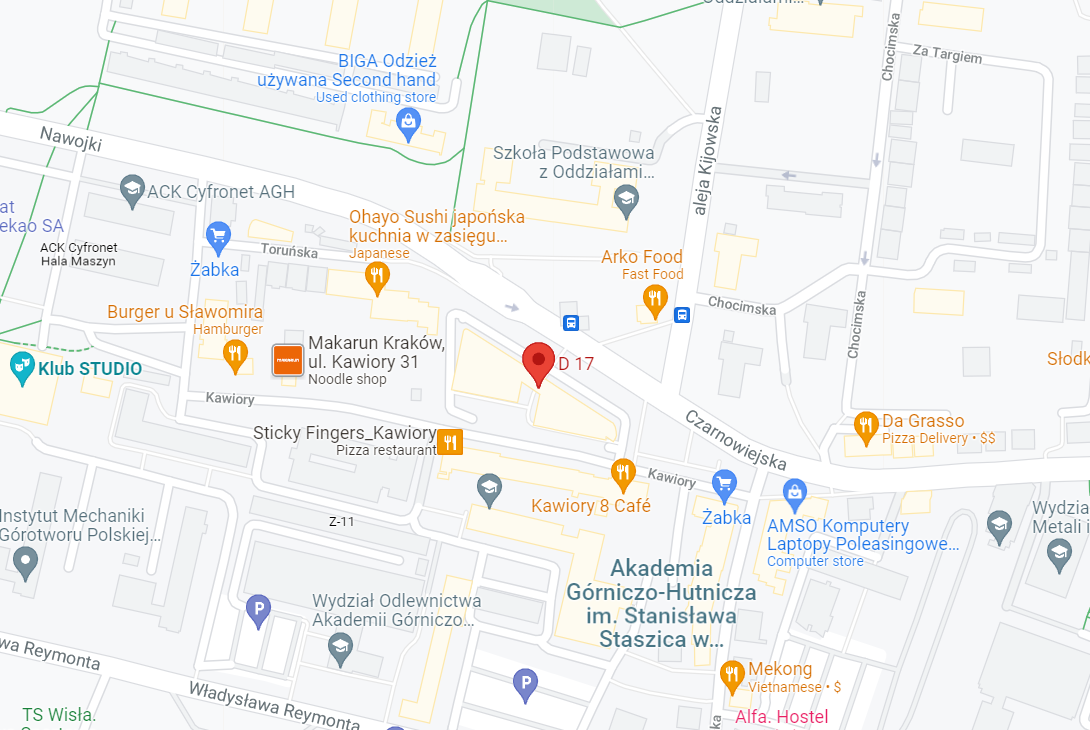 BIGA Odzież
używana Second hand
Used clothing store
Chocimska
Za Targiem
Nawojki
aleja Kijowska
Szkoła Podstawowa
z Oddziałami...
ACK Cyfronet AGH
at
ekao SA
ACK Cyfronet
Hala Maszyn
Żabka
Toruńska
Ohayo Sushi japońska
kuchnia w zasięgu...
Japanese
Arko Food
Fast Food
Chocimska
Chocimska
Burger u Sławomira
Hamburger
Makarun Kraków,
ul. Kawiory 31
Noodle shop
Klub STUDIO
D 17
Słodk
Kawiory
Sticky Fingers_Kawiory
Pizza restaurant
Czarnowiejska
Da Grasso
Pizza Delivery • $$
Kawiory
Kawiory 8 Café
Żabka
AMSO Komputery
Laptopy Poleasingowe...
Computer store
Instytut Mechaniki
Górotworu Polskiej...
Z-11
Wydzia
Metali i
Akademia
Górniczo-Hutnicza
im. Stanisława
Staszica w...
P
Wydział Odlewnictwa
Akademii Górniczo...
wa Reymonta
Władysława Reymonta
P
Mekong
Vietnamese • $
TS Wisła.
Alfa. Hostel